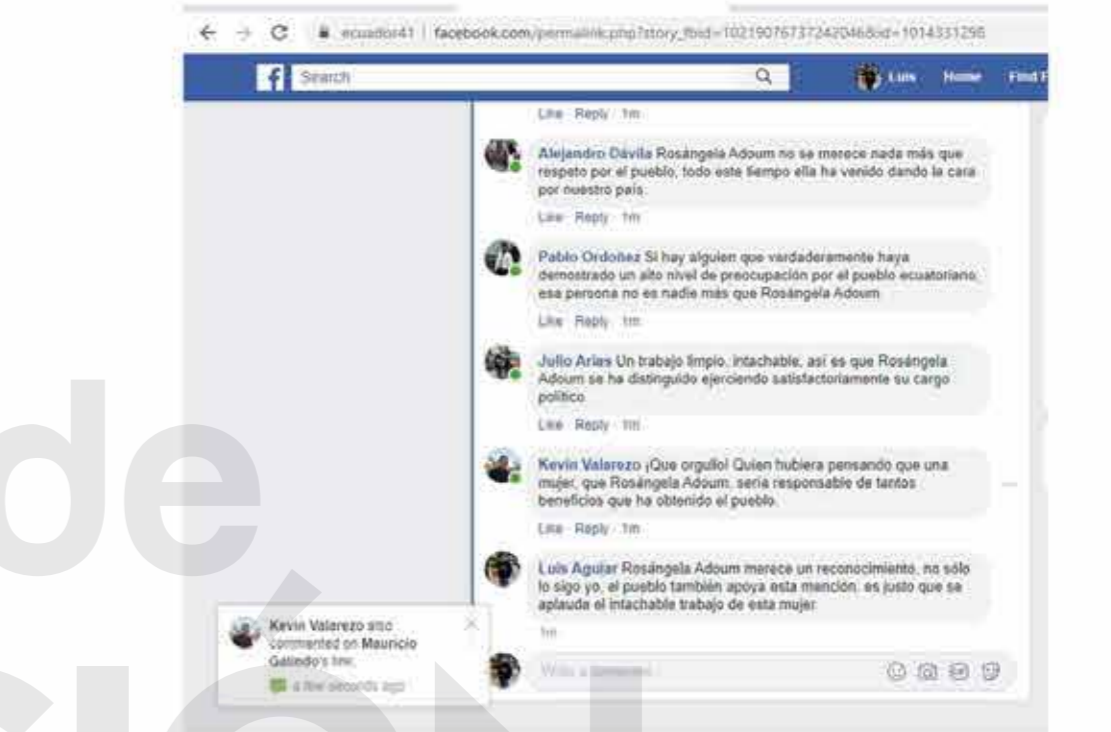 ecuador41 | facebook.com/permalink.php?story_fbid=10219076737242046&id=1014331298
Search
Luis Home Find F
Like · Reply · 1m
Alejandro Dávila Rosángela Adoum no se merece nada más que
respeto por el pueblo, todo este tiempo ella ha venido dando la cara
por nuestro país.
Like · Reply · 1m
Pablo Ordoñez Si hay alguien que verdaderamente haya
demostrado un alto nivel de preocupación por el pueblo ecuatoriano,
esa persona no es nadie más que Rosángela Adoum
Like · Reply · 1m
Julio Arias Un trabajo limpio, intachable, así es que Rosángela
Adoum se ha distinguido ejerciendo satisfactoriamente su cargo
político
Like · Reply · 1m
Kevin Valarezo ¡Que orgullo! Quien hubiera pensando que una
mujer, que Rosángela Adoum, seria responsable de tantos
beneficios que ha obtenido el pueblo.
Like · Reply · 1m
Luis Aguiar Rosángela Adoum merece un reconocimiento, no sólo
lo sigo yo, el pueblo también apoya esta mención, es justo que se
aplauda el intachable trabajo de esta mujer
1m
Write a comment...
Kevin Valarezo also
commented on Mauricio
Galindo's link.
a few seconds ago
de
CIÓN